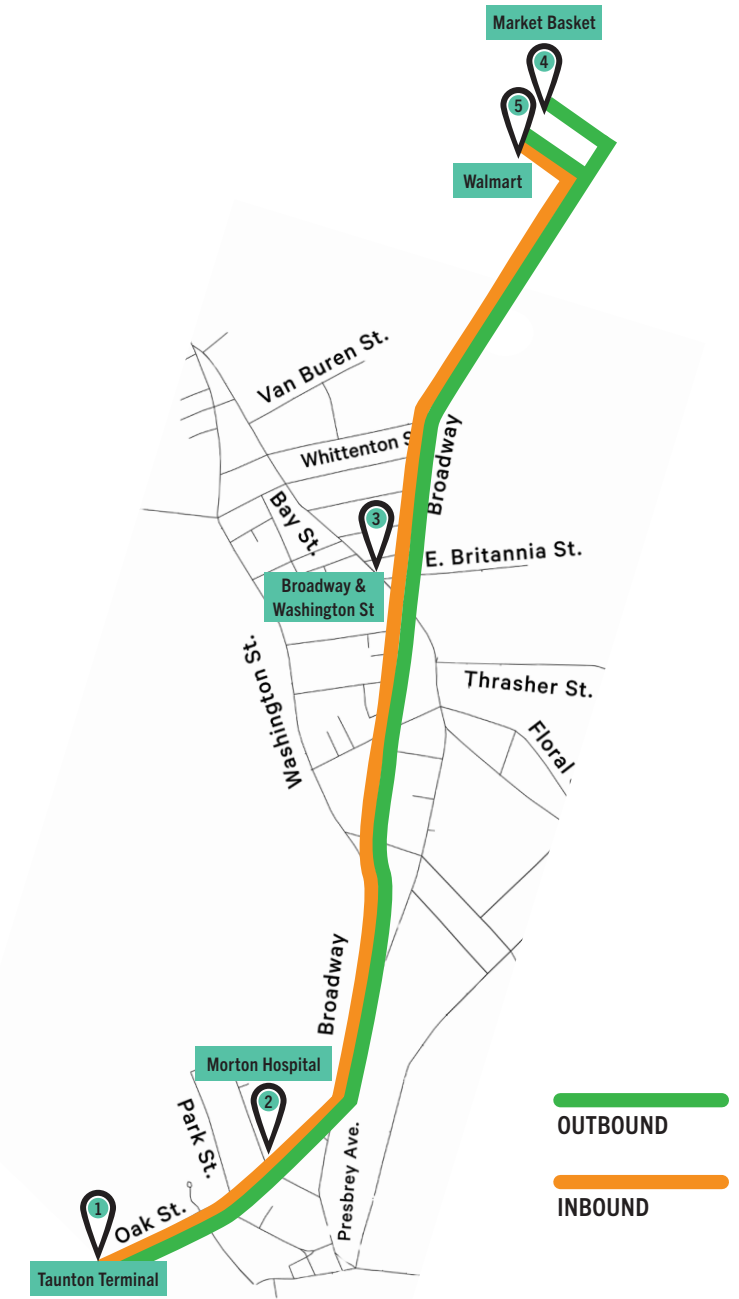 Market Basket
4
5
Walmart
Van Buren St.
Whittenton S
Broadway
Bay St.
3
E. Britannia St.
Broadway &
Washington St
Washington St.
Thrasher St.
Floral
Broadway
Morton Hospital
2
Park St.
Presbrey Ave.
OUTBOUND
INBOUND
1
Oak St.
Taunton Terminal